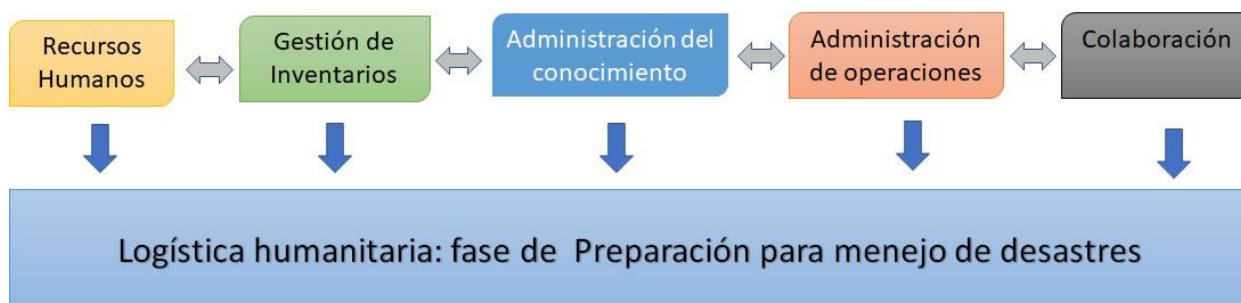 Recursos
Humanos
Gestión de
Inventarios
Administración del
conocimiento
Administración
de operaciones
Colaboración
Logística humanitaria: fase de  Preparación para menejo de desastres